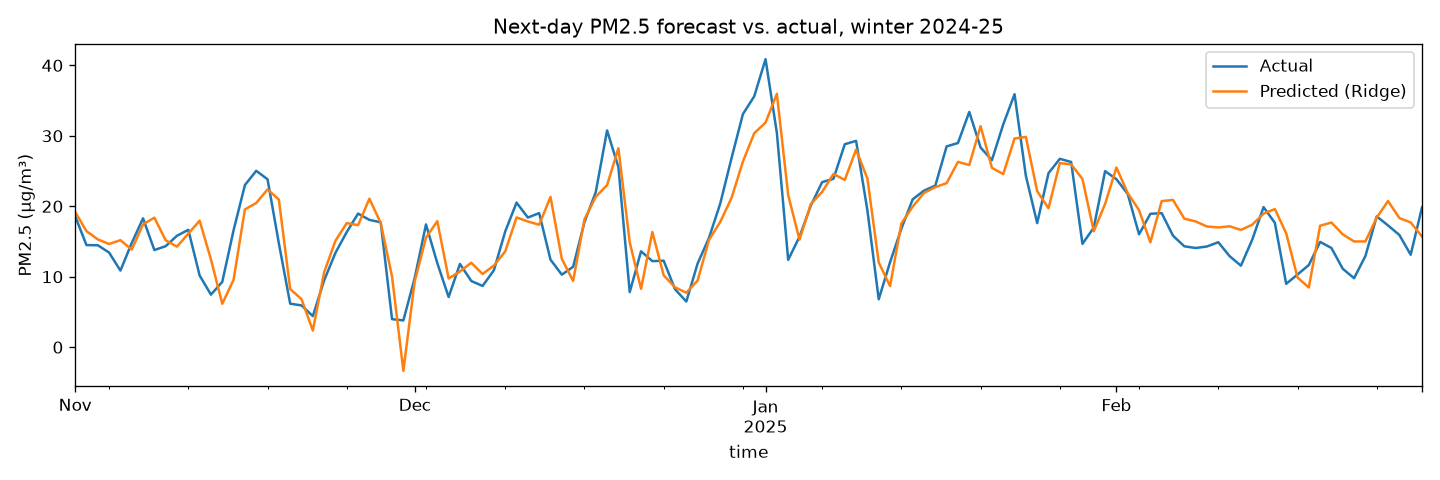 Next-day PM2.5 forecast vs. actual, winter 2024-25
Actual
Predicted (Ridge)
PM2.5 (µg/m³)
40
30
20
10
0
Nov
Dec
Jan
2025
Feb
time